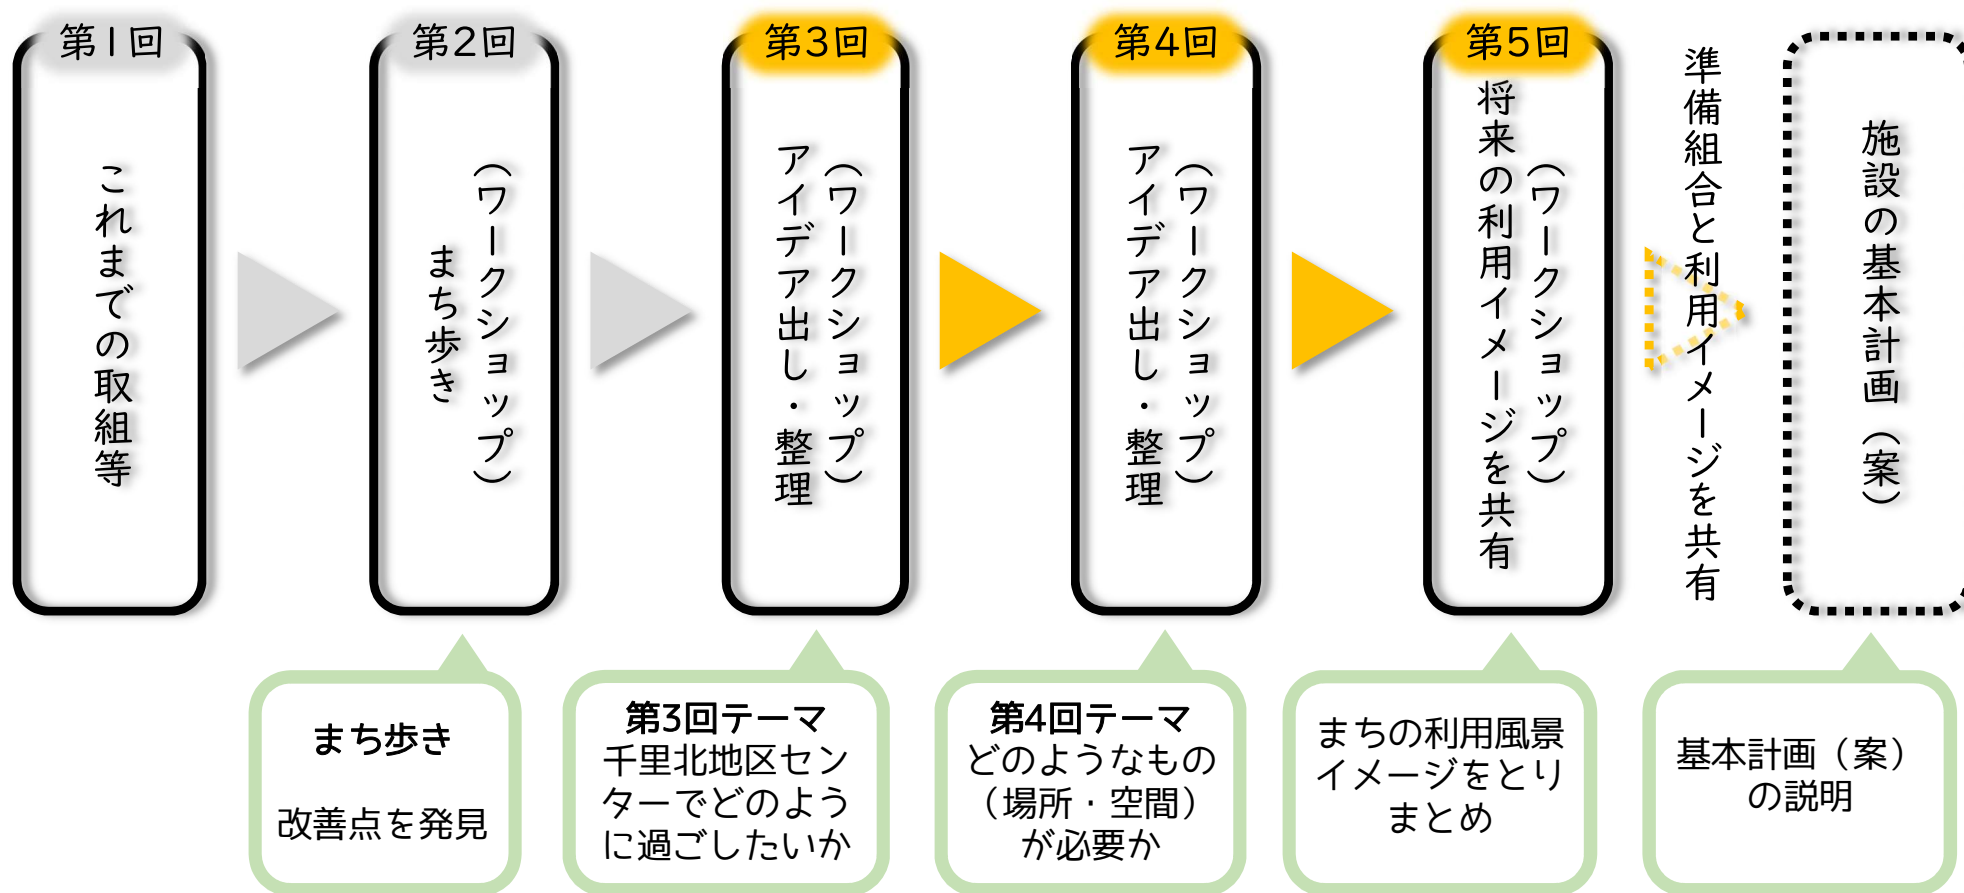 第1回
これまでの取組等
第2回
（ワークショップ）
まち歩き
第3回
（ワークショップ）
アイデア出し・整理
第4回
（ワークショップ）
アイデア出し・整理
第5回
（ワークショップ）
将来の利用イメージを共有
準備組合と利用イメージを共有
施設の基本計画（案）
まち歩き
改善点を発見
第3回テーマ
千里北地区セン
ターでどのよう
に過ごしたいか
第4回テーマ
どのようなもの
（場所・空間）
が必要か
まちの利用風景
イメージをとり
まとめ
基本計画（案）
の説明